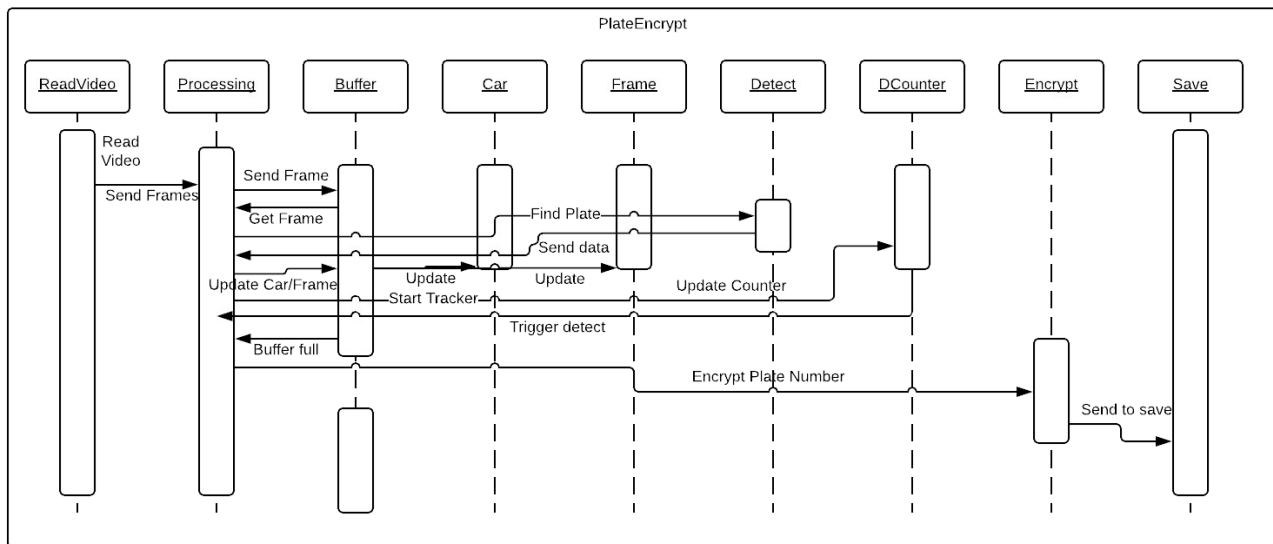 PlateEncrypt
ReadVideo
Processing
Buffer
Car
Frame
Detect
DCounter
Encrypt
Save
Read
Video
Send Frames
Send Frame
Get Frame
Find Plate
Send data
Update Car/Frame
Update
Update
Start Tracker
Update Counter
Trigger detect
Buffer full
Encrypt Plate Number
Send to save